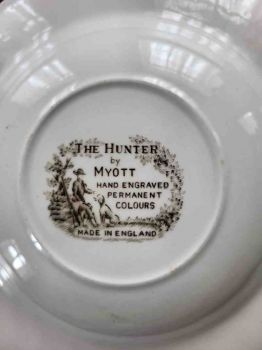 THE HUNTER
by
MYOTT
HAND ENGRAVED
PERMANENT
COLOURS
MADE IN ENGLAND